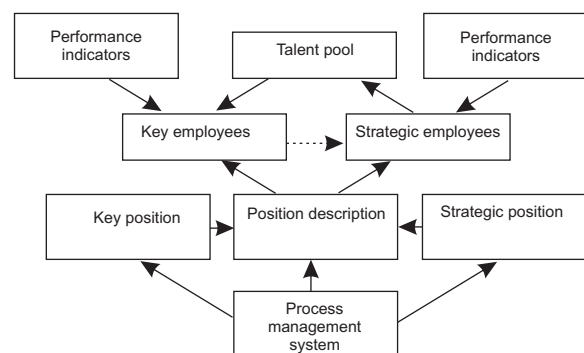 Performance
indicators
Talent pool
Performance
indicators
Key employees
Strategic employees
Key position
Position description
Strategic position
Process
management
system